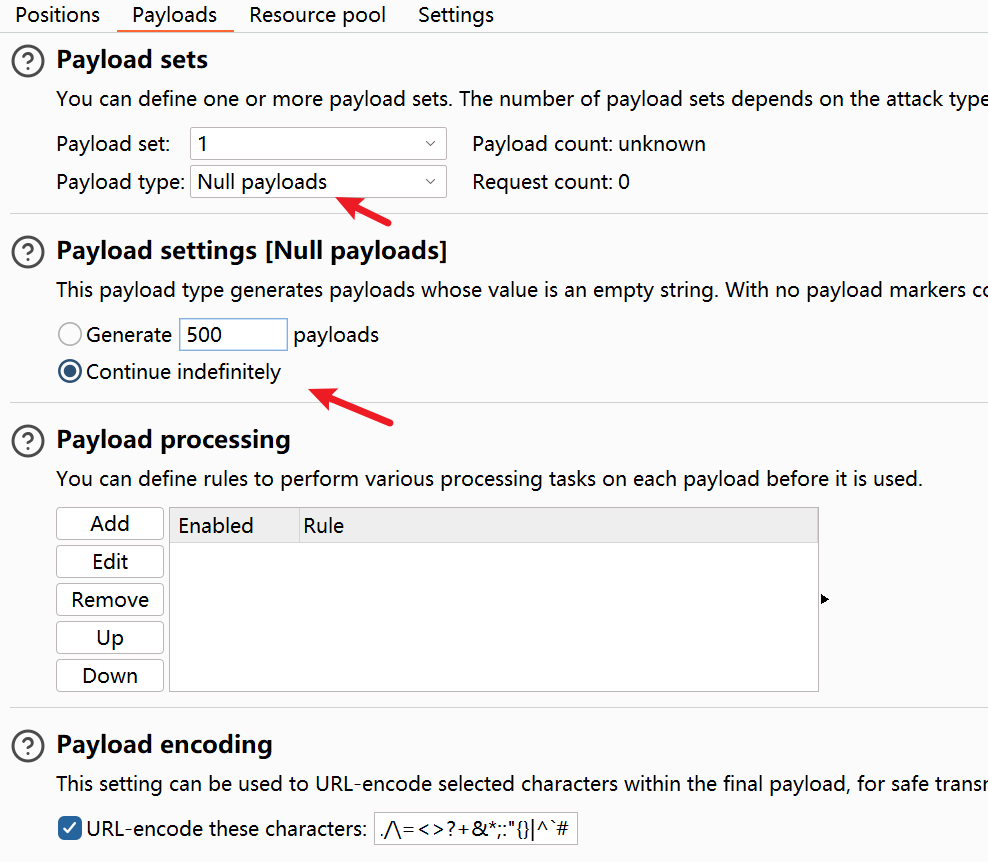 Positions Payloads Resource pool Settings
? Payload sets
You can define one or more payload sets. The number of payload sets depends on the attack type
Payload set: 1 Payload count: unknown
Payload type: Null payloads Request count: 0
? Payload settings [Null payloads]
This payload type generates payloads whose value is an empty string. With no payload markers co
Generate 500 payloads
Continue indefinitely
? Payload processing
You can define rules to perform various processing tasks on each payload before it is used.
Add Enabled Rule
Edit
Remove
Up
Down
? Payload encoding
This setting can be used to URL-encode selected characters within the final payload, for safe transm
URL-encode these characters: ./\=<>?+&*;:"{}|^`#